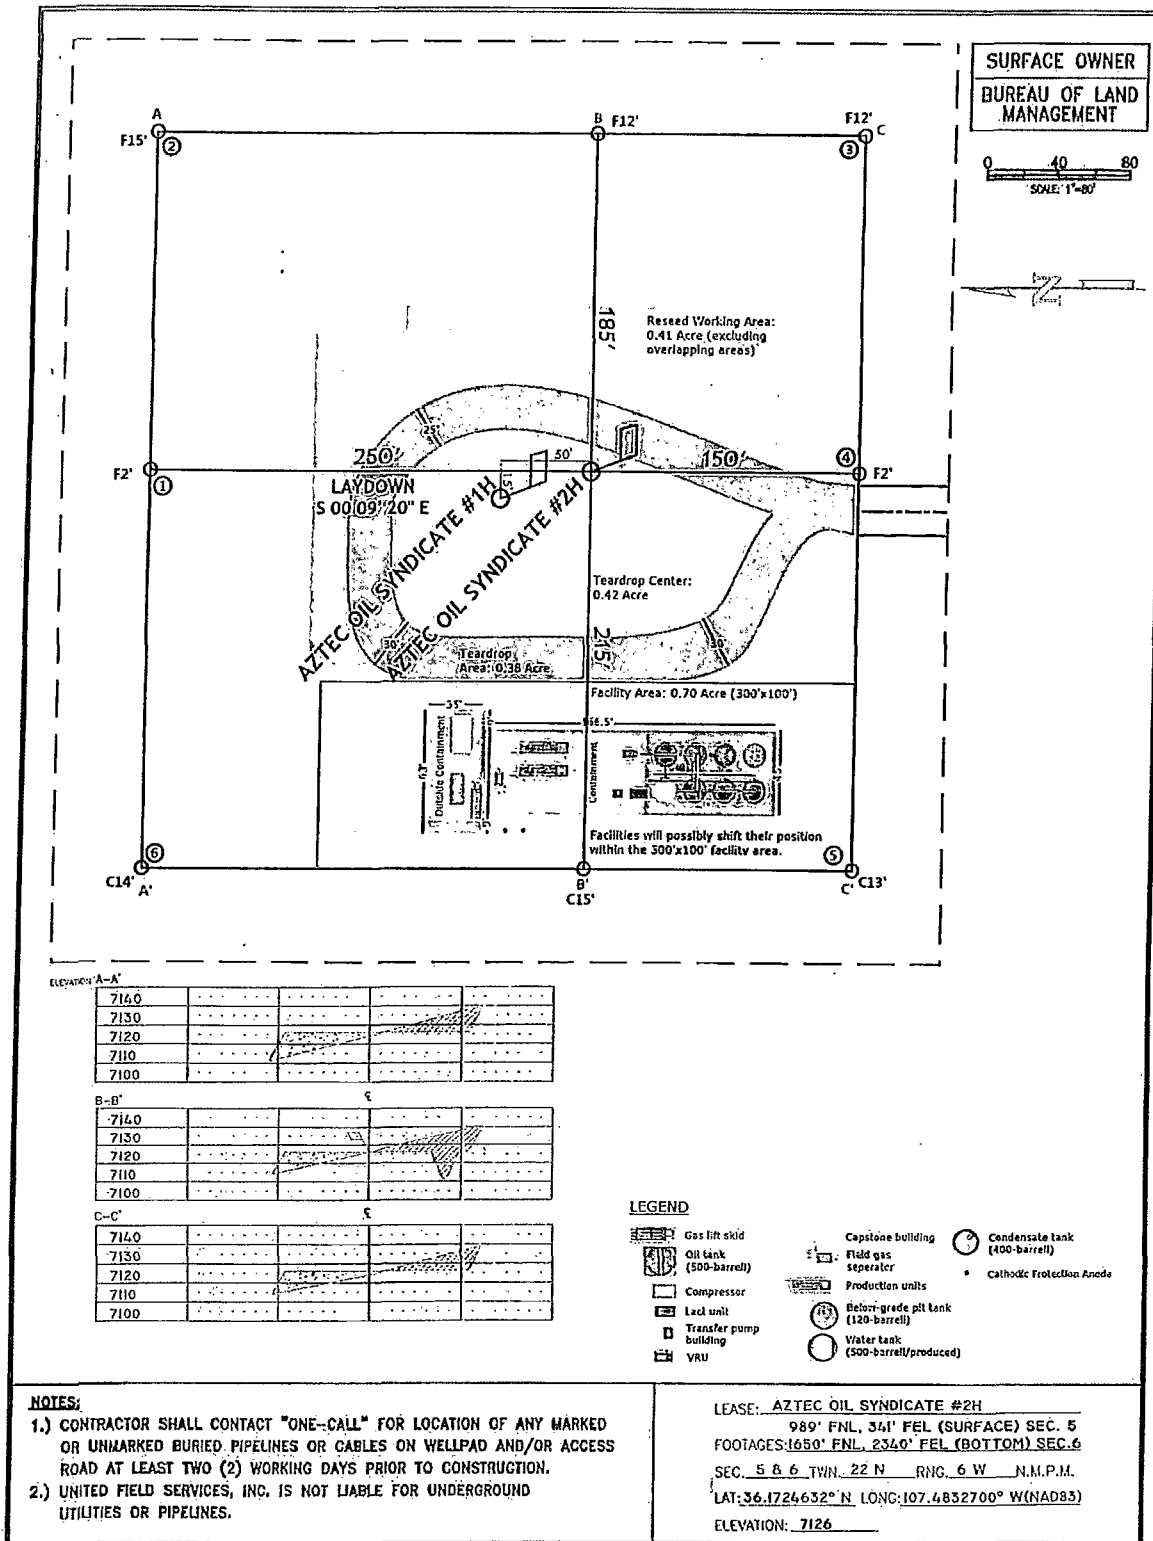 SURFACE OWNER
BUREAU OF LAND
MANAGEMENT
0 40 80
SCALE: 1"=80'
N
A
F15'
②
B F12'
F12'
C
③
185'
Reseed Working Area:
0.41 Acre (excluding
overlapping areas)
25'
250'
50'
150'
④
F2'
F2'
①
15'
LAYDOWN
S 00°09'20" E
AZTEC OIL SYNDICATE #1H
AZTEC OIL SYNDICATE #2H
Teardrop Center:
0.42 Acre
30'
30'
215'
Teardrop
Area: 0.38 Acre
Facility Area: 0.70 Acre (300'x100')
35'
63'
Outside Containment
Containment
Facilities will possibly shift their position
within the 300'x100' facility area.
⑥
C14'
A'
B'
C15'
⑤
C' C13'
ELEVATION A-A'
7140
7130
7120
7110
7100
B-B'
7140
7130
7120
7110
7100
C-C'
7140
7130
7120
7110
7100
LEGEND
Gas lift skid
Oil tank
(500-barrell)
Compressor
Lact unit
Transfer pump
building
VRU
Capstone building
Field gas
seperater
Production units
Below-grade pit tank
(120-barrell)
Water tank
(500-barrell/produced)
Condensate tank
(400-barrell)
Cathodic Protection Anode
NOTES:
1.) CONTRACTOR SHALL CONTACT "ONE-CALL" FOR LOCATION OF ANY MARKED
OR UNMARKED BURIED PIPELINES OR CABLES ON WELLPAD AND/OR ACCESS
ROAD AT LEAST TWO (2) WORKING DAYS PRIOR TO CONSTRUCTION.
2.) UNITED FIELD SERVICES, INC. IS NOT LIABLE FOR UNDERGROUND
UTILITIES OR PIPELINES.
LEASE: AZTEC OIL SYNDICATE #2H
989' FNL, 341' FEL (SURFACE) SEC. 5
FOOTAGES: 1650' FNL, 2340' FEL (BOTTOM) SEC.6
SEC. 5 & 6 TWN. 22 N RNG. 6 W N.M.P.M.
LAT: 36.1724632° N LONG: 107.4832700° W(NAD83)
ELEVATION: 7126